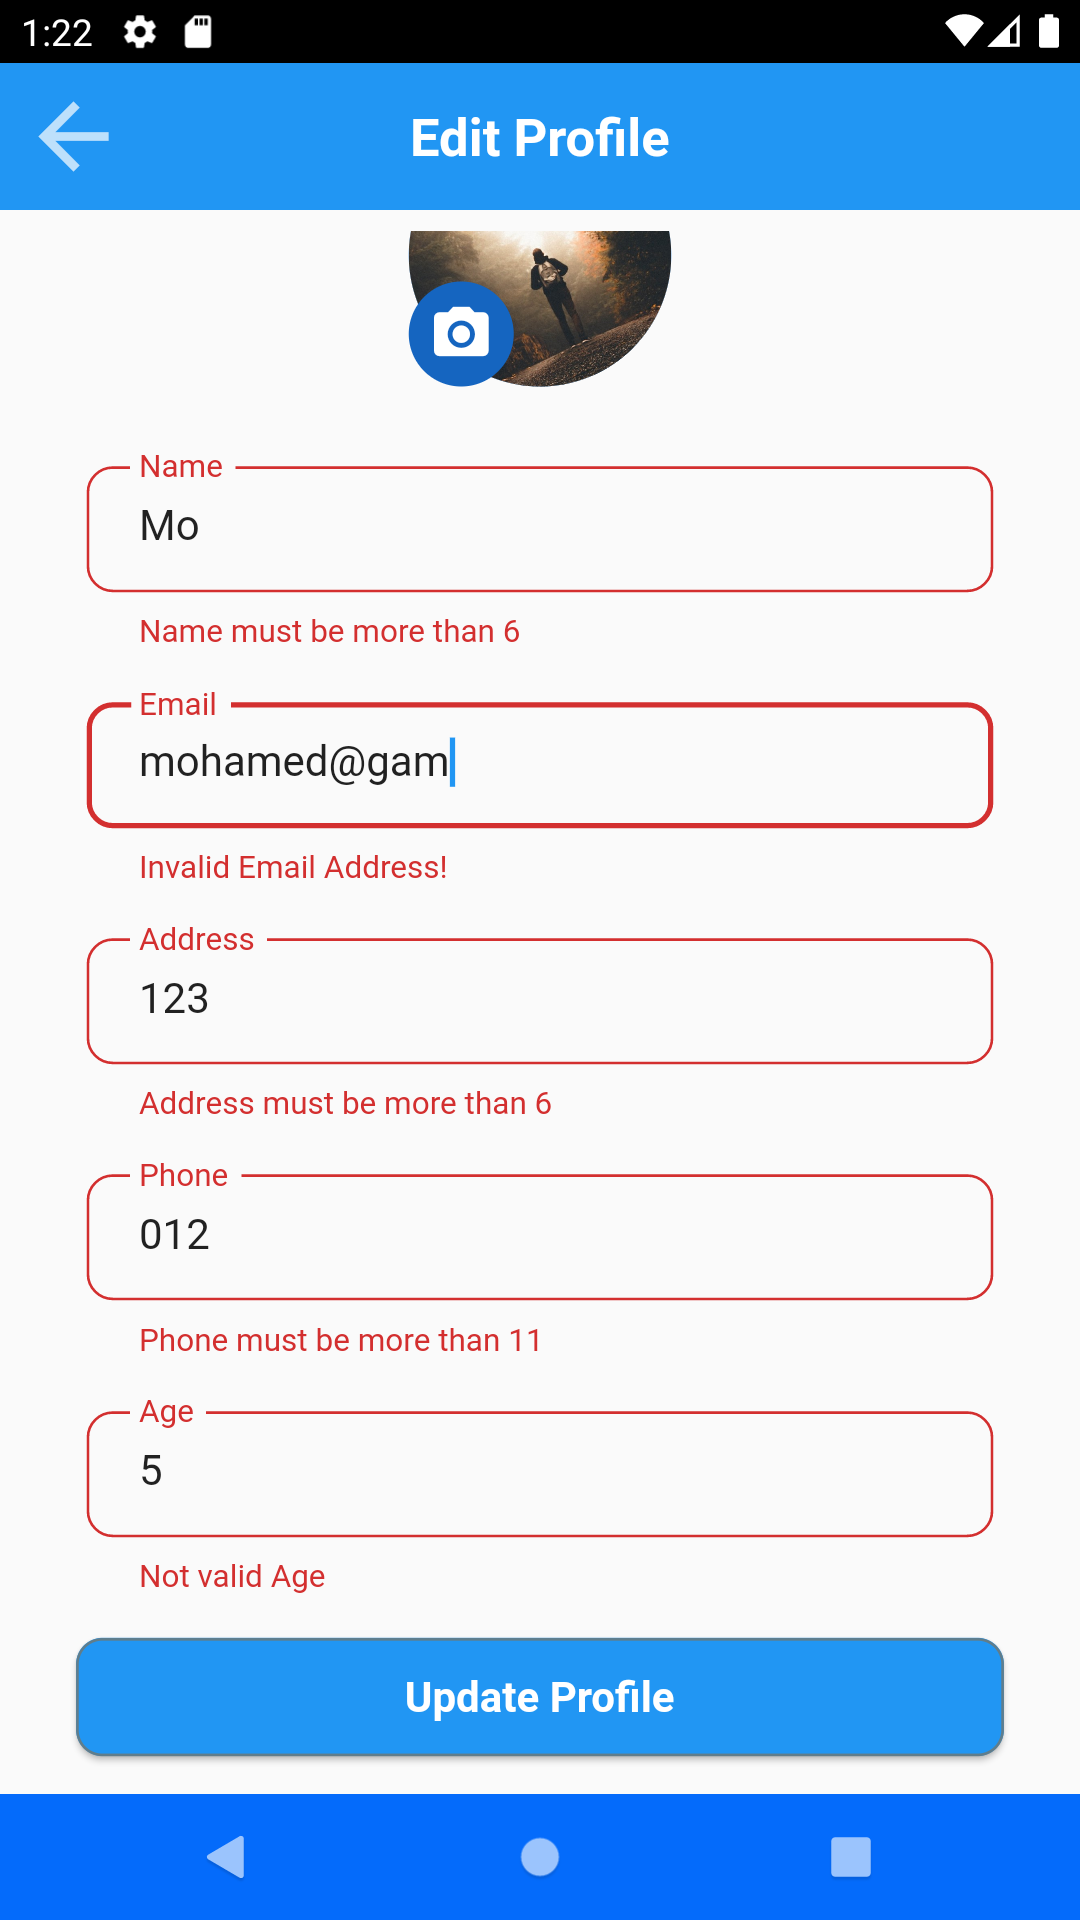 1:22
Edit Profile
Name
Mo
Name must be more than 6
Email
mohamed@gam
Invalid Email Address!
Address
123
Address must be more than 6
Phone
012
Phone must be more than 11
Age
5
Not valid Age
Update Profile